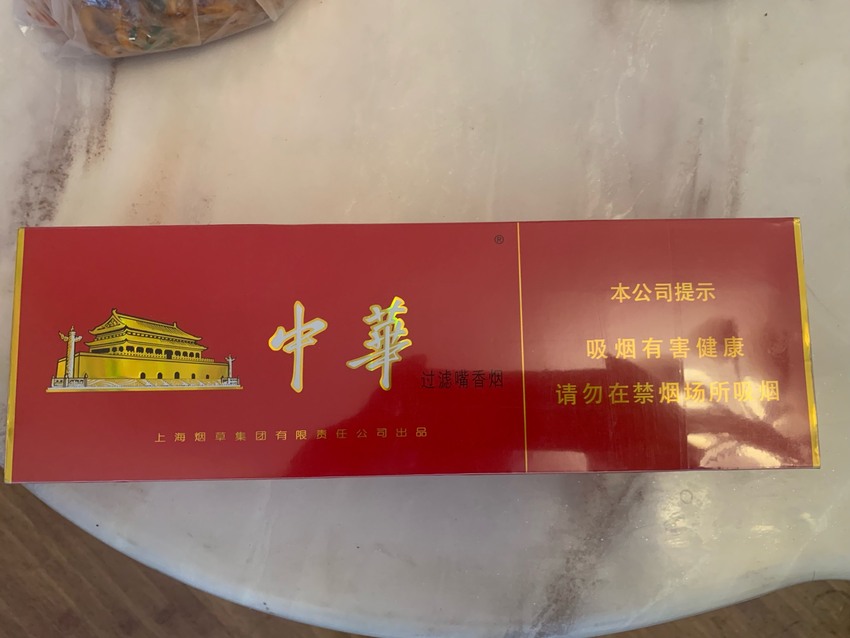 ®
中華
过滤嘴香烟
上海烟草集团有限责任公司出品
本公司提示
吸烟有害健康
请勿在禁烟场所吸烟